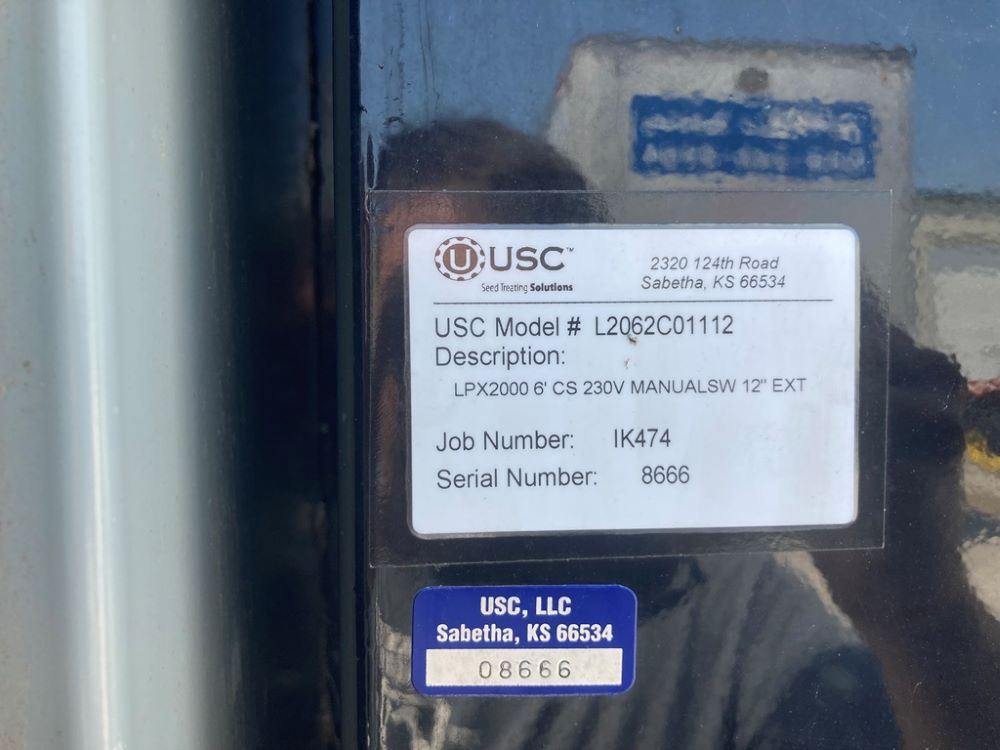 U USC™
Seed Treating Solutions
2320 124th Road
Sabetha, KS 66534
USC Model # L2062C01112
Description:
LPX2000 6' CS 230V MANUALSW 12" EXT
Job Number: IK474
Serial Number: 8666
USC, LLC
Sabetha, KS 66534
08666